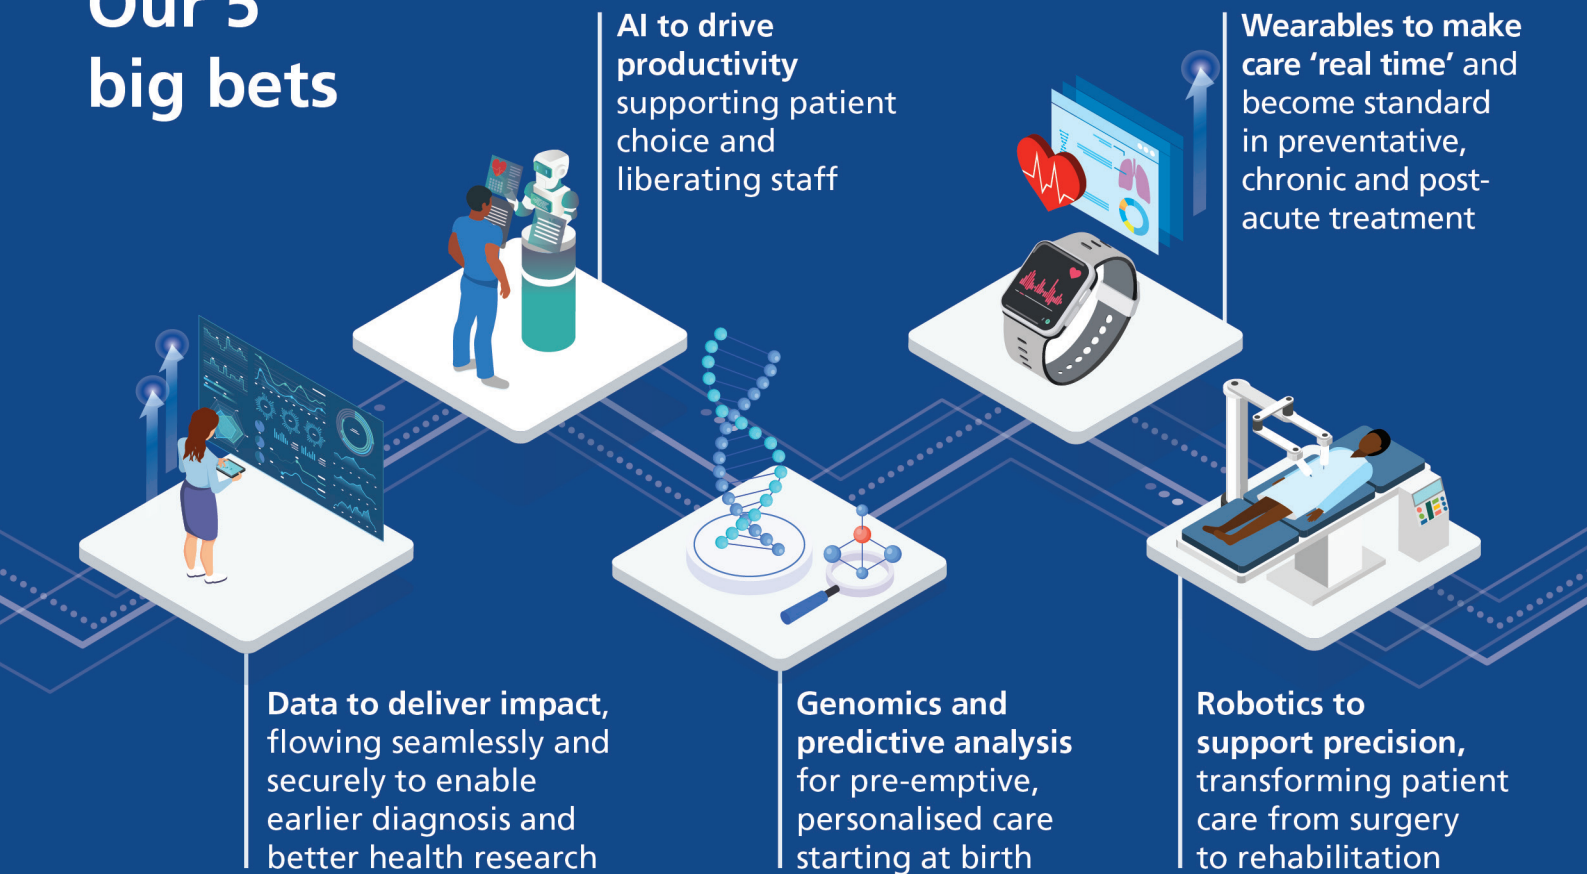 Our 5
big bets
AI to drive
productivity
supporting patient
choice and
liberating staff
Wearables to make
care ‘real time’ and
become standard
in preventative,
chronic and post-
acute treatment
Data to deliver impact,
flowing seamlessly and
securely to enable
earlier diagnosis and
better health research
Genomics and
predictive analysis
for pre-emptive,
personalised care
starting at birth
Robotics to
support precision,
transforming patient
care from surgery
to rehabilitation